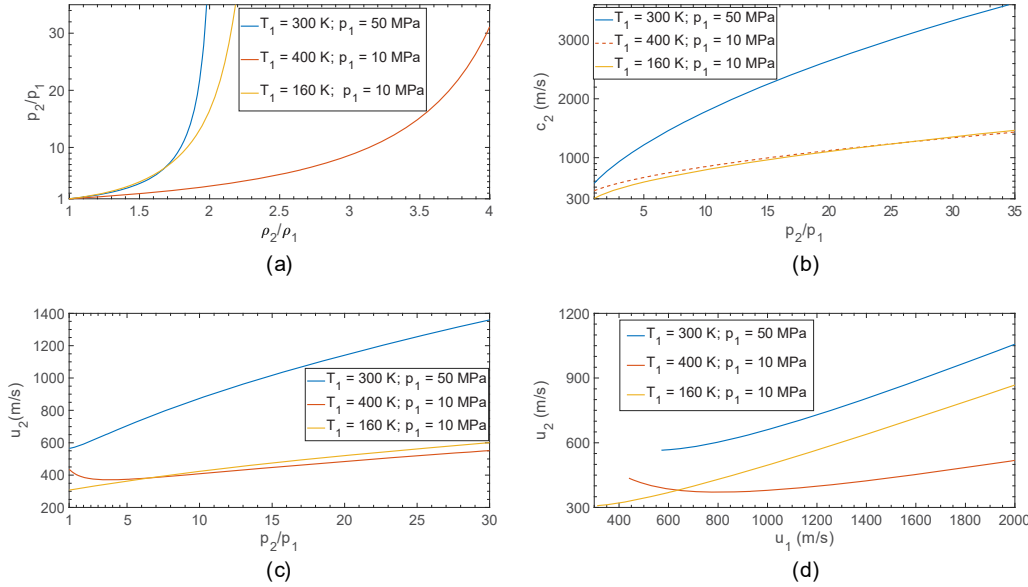 35
30
20
10
1
p2/p1
T1 = 300 K; p1 = 50 MPa
T1 = 400 K; p1 = 10 MPa
T1 = 160 K; p1 = 10 MPa
1 1.5 2 2.5 3 3.5 4
ρ2/ρ1
(a)
3000
2000
1000
300
c2 (m/s)
T1 = 300 K; p1 = 50 MPa
T1 = 400 K; p1 = 10 MPa
T1 = 160 K; p1 = 10 MPa
5 10 15 20 25 30 35
p2/p1
(b)
1400
1200
1000
800
600
400
200
u2(m/s)
T1 = 300 K; p1 = 50 MPa
T1 = 400 K; p1 = 10 MPa
T1 = 160 K; p1 = 10 MPa
1 5 10 15 20 25 30
p2/p1
(c)
1200
900
600
300
u2 (m/s)
T1 = 300 K; p1 = 50 MPa
T1 = 400 K; p1 = 10 MPa
T1 = 160 K; p1 = 10 MPa
400 600 800 1000 1200 1400 1600 1800 2000
u1 (m/s)
(d)